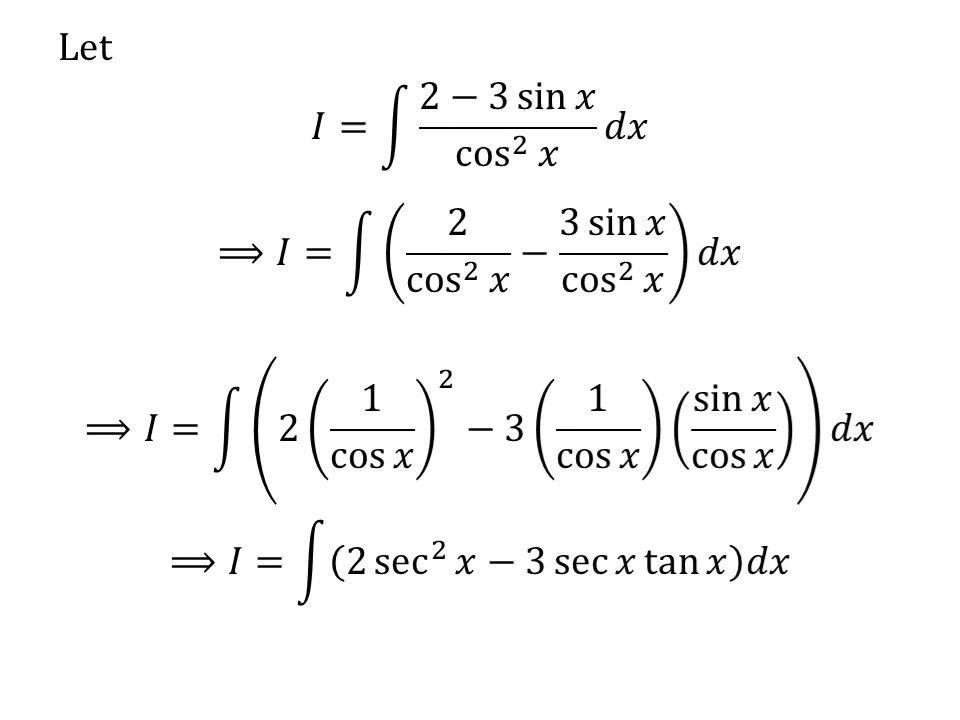 Let
I = ∫ (2 − 3 sin x)/(cos² x) dx
⟹ I = ∫ (2/(cos² x) − (3 sin x)/(cos² x)) dx
⟹ I = ∫ (2(1/(cos x))² − 3(1/(cos x))((sin x)/(cos x))) dx
⟹ I = ∫ (2 sec² x − 3 sec x tan x)dx